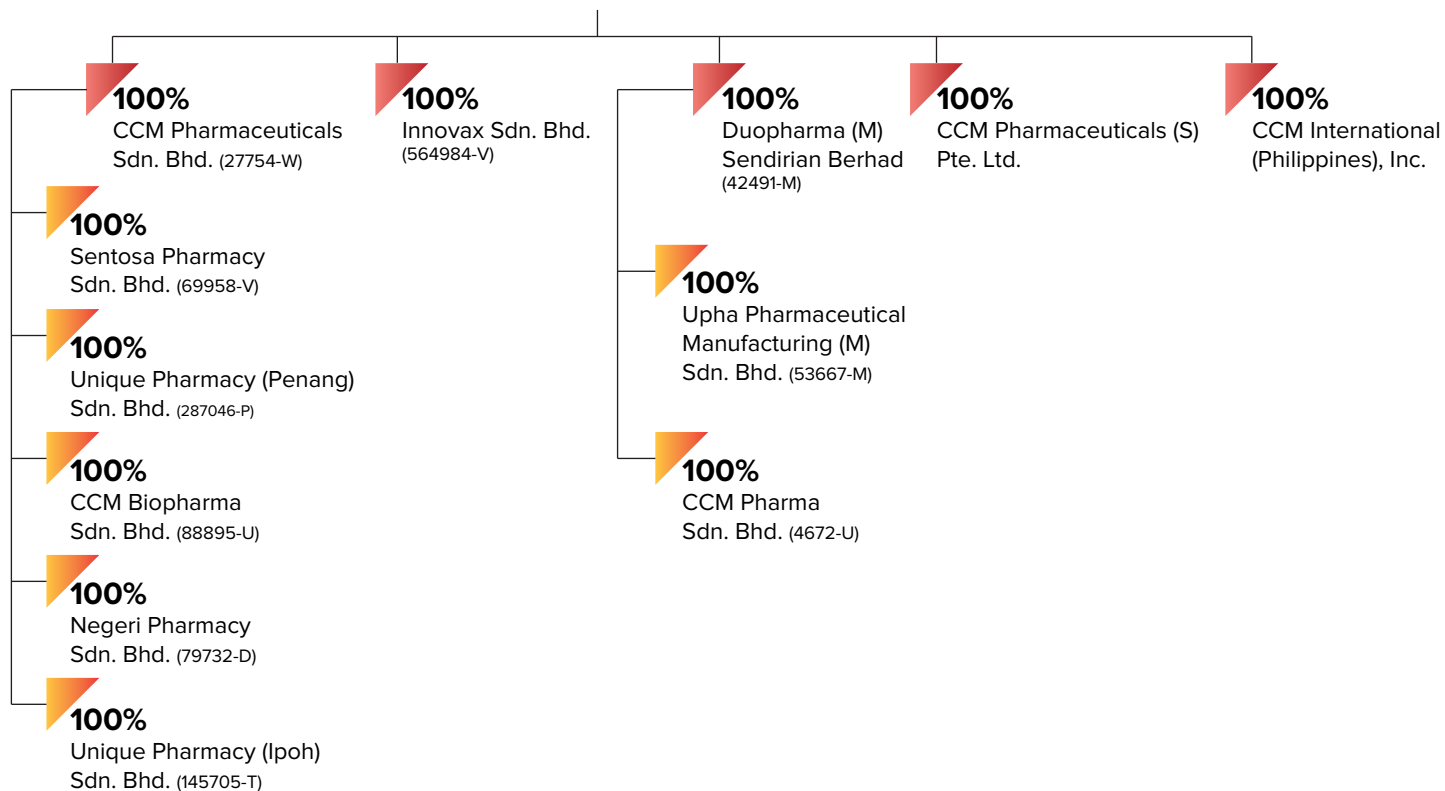 100%
CCM Pharmaceuticals
Sdn. Bhd. (27754-W)
100%
Sentosa Pharmacy
Sdn. Bhd. (69958-V)
100%
Unique Pharmacy (Penang)
Sdn. Bhd. (287046-P)
100%
CCM Biopharma
Sdn. Bhd. (88895-U)
100%
Negeri Pharmacy
Sdn. Bhd. (79732-D)
100%
Unique Pharmacy (Ipoh)
Sdn. Bhd. (145705-T)
100%
Innovax Sdn. Bhd.
(564984-V)
100%
Duopharma (M)
Sendirian Berhad
(42491-M)
100%
Upha Pharmaceutical
Manufacturing (M)
Sdn. Bhd. (53667-M)
100%
CCM Pharma
Sdn. Bhd. (4672-U)
100%
CCM Pharmaceuticals (S)
Pte. Ltd.
100%
CCM International
(Philippines), Inc.